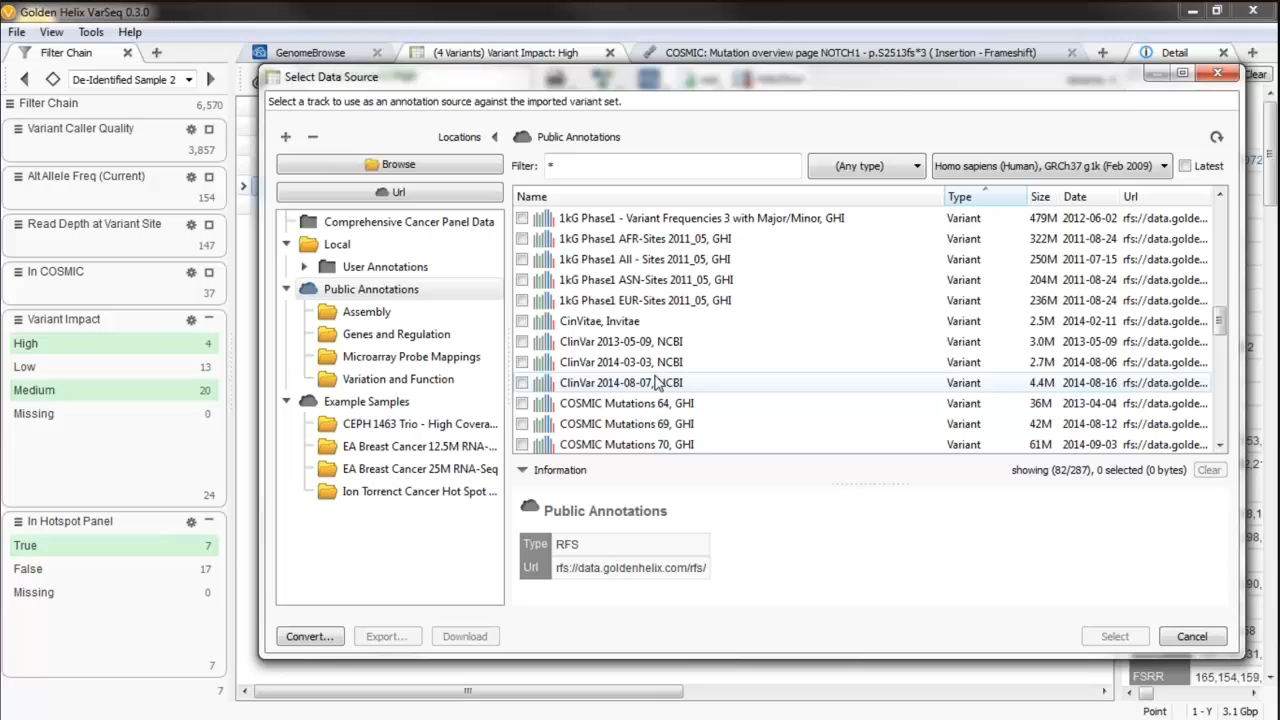 Golden Helix VarSeq 0.3.0
File View Tools Help
Filter Chain
GenomeBrowse
(4 Variants) Variant Impact: High
COSMIC: Mutation overview page NOTCH1 - p.S2513fs*3 ( Insertion - Frameshift)
Detail
De-Identified Sample 2
Filter Chain 6,570
Variant Caller Quality
3,857
Alt Allele Freq (Current)
154
Read Depth at Variant Site
147
In COSMIC
37
Variant Impact
High 4
Low 13
Medium 20
Missing 0
24
In Hotspot Panel
True 7
False 17
Missing 0
7
7
Select Data Source
Select a track to use as an annotation source against the imported variant set.
Locations
Browse
Url
Comprehensive Cancer Panel Data
Local
User Annotations
Public Annotations
Assembly
Genes and Regulation
Microarray Probe Mappings
Variation and Function
Example Samples
CEPH 1463 Trio - High Covera...
EA Breast Cancer 12.5M RNA-...
EA Breast Cancer 25M RNA-Seq
Ion Torrenct Cancer Hot Spot ...
Public Annotations
Filter: * (Any type) Homo sapiens (Human), GRCh37 g1k (Feb 2009) Latest
Name Type Size Date Url
1kG Phase1 - Variant Frequencies 3 with Major/Minor, GHI Variant 479M 2012-06-02 rfs://data.golde...
1kG Phase1 AFR-Sites 2011_05, GHI Variant 322M 2011-08-24 rfs://data.golde...
1kG Phase1 All - Sites 2011_05, GHI Variant 250M 2011-07-15 rfs://data.golde...
1kG Phase1 ASN-Sites 2011_05, GHI Variant 204M 2011-08-24 rfs://data.golde...
1kG Phase1 EUR-Sites 2011_05, GHI Variant 236M 2011-08-24 rfs://data.golde...
CinVitae, Invitae Variant 2.5M 2014-02-11 rfs://data.golde...
ClinVar 2013-05-09, NCBI Variant 3.0M 2013-05-09 rfs://data.golde...
ClinVar 2014-03-03, NCBI Variant 2.7M 2014-08-06 rfs://data.golde...
ClinVar 2014-08-07, NCBI Variant 4.4M 2014-08-16 rfs://data.golde...
COSMIC Mutations 64, GHI Variant 36M 2013-04-04 rfs://data.golde...
COSMIC Mutations 69, GHI Variant 42M 2014-08-12 rfs://data.golde...
COSMIC Mutations 70, GHI Variant 61M 2014-09-03 rfs://data.golde...
Information showing (82/287), 0 selected (0 bytes) Clear
Public Annotations
Type RFS
Url rfs://data.goldenhelix.com/rfs/
Convert... Export... Download Select Cancel
FSRR 165,154,159,
Point 1 - Y 3.1 Gbp